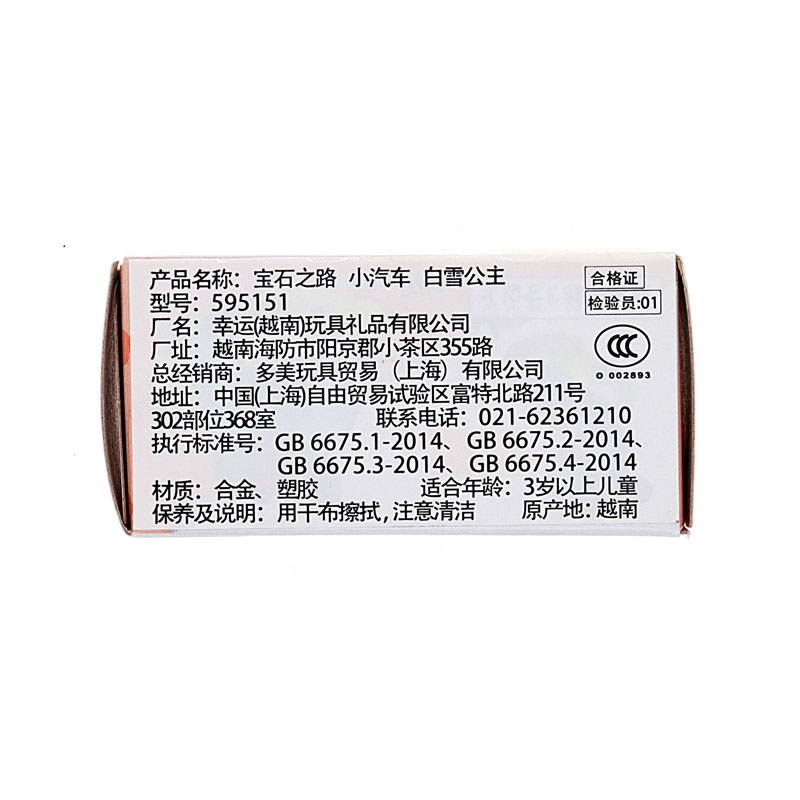 产品名称：宝石之路 小汽车 白雪公主
合格证
型号：595151
检验员:01
厂名：幸运(越南)玩具礼品有限公司
厂址：越南海防市阳京郡小茶区355路
CCC
O 002893
总经销商：多美玩具贸易（上海）有限公司
地址：中国(上海)自由贸易试验区富特北路211号
302部位368室 联系电话：021-62361210
执行标准号：GB 6675.1-2014、GB 6675.2-2014、
GB 6675.3-2014、GB 6675.4-2014
材质：合金、塑胶 适合年龄：3岁以上儿童
保养及说明：用干布擦拭,注意清洁 原产地:越南